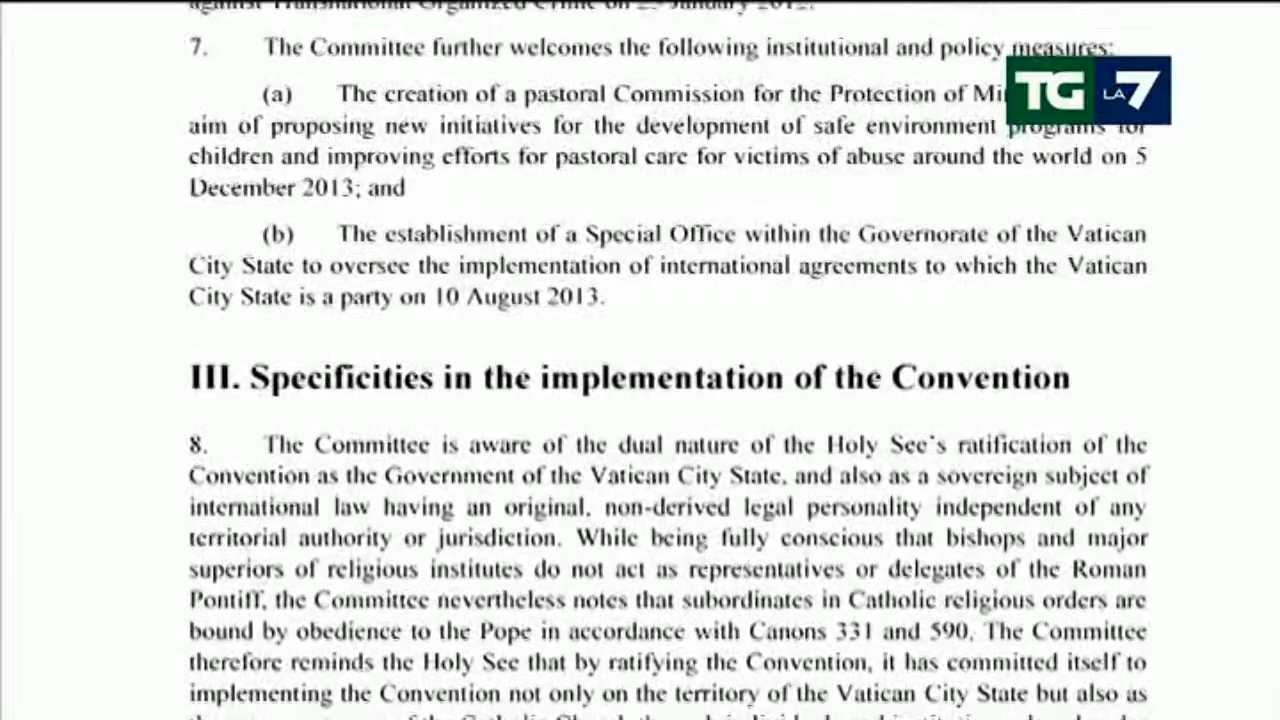 against Transnational Organized Crime on 25 January 2012.
7. The Committee further welcomes the following institutional and policy measures:
TG LA 7
(a) The creation of a pastoral Commission for the Protection of
aim of proposing new initiatives for the development of safe environment programs for
children and improving efforts for pastoral care for victims of abuse around the world on 5
December 2013; and
(b) The establishment of a Special Office within the Governorate of the Vatican
City State to oversee the implementation of international agreements to which the Vatican
City State is a party on 10 August 2013.
III. Specificities in the implementation of the Convention
8. The Committee is aware of the dual nature of the Holy See's ratification of the
Convention as the Government of the Vatican City State, and also as a sovereign subject of
international law having an original, non-derived legal personality independent of any
territorial authority or jurisdiction. While being fully conscious that bishops and major
superiors of religious institutes do not act as representatives or delegates of the Roman
Pontiff, the Committee nevertheless notes that subordinates in Catholic religious orders are
bound by obedience to the Pope in accordance with Canons 331 and 590. The Committee
therefore reminds the Holy See that by ratifying the Convention, it has committed itself to
implementing the Convention not only on the territory of the Vatican City State but also as